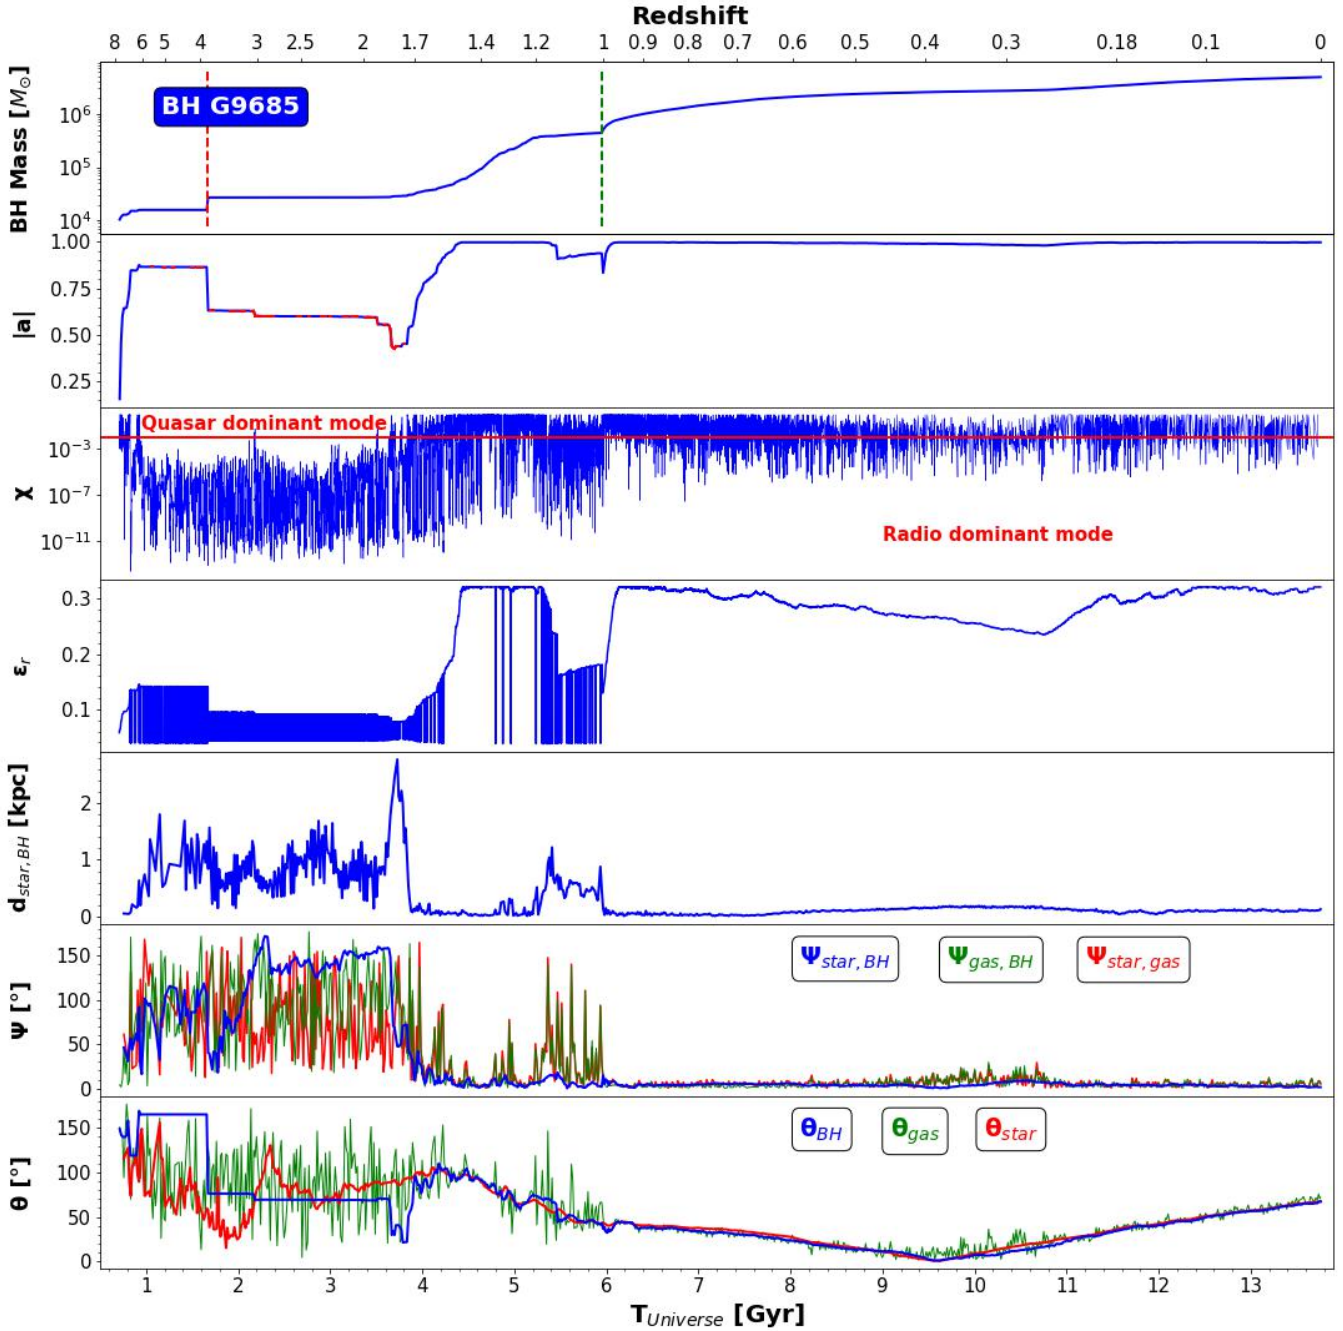 Redshift
8 6 5 4 3 2.5 2 1.7 1.4 1.2 1 0.9 0.8 0.7 0.6 0.5 0.4 0.3 0.18 0.1 0
BH Mass [M⊙]
10⁶
10⁵
10⁴
BH G9685
|a|
1.00
0.75
0.50
0.25
χ
10⁻³
10⁻⁷
10⁻¹¹
Quasar dominant mode
Radio dominant mode
εr
0.3
0.2
0.1
dstar,BH [kpc]
2
1
0
Ψ [°]
150
100
50
0
Ψstar,BH Ψgas,BH Ψstar,gas
θ [°]
150
100
50
0
θBH θgas θstar
1 2 3 4 5 6 7 8 9 10 11 12 13
TUniverse [Gyr]